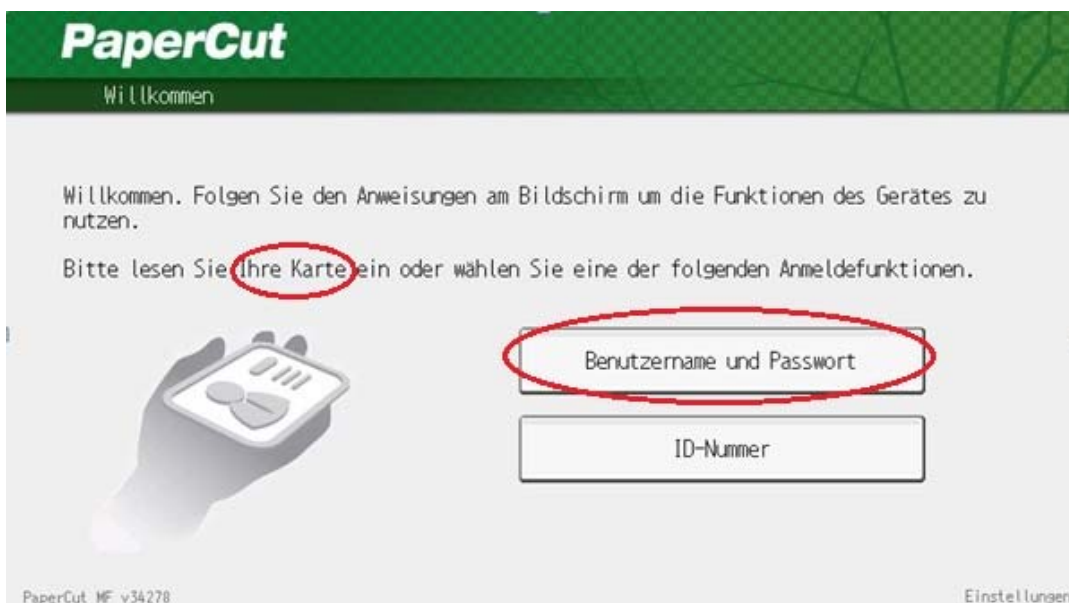 PaperCut
Willkommen
Willkommen. Folgen Sie den Anweisungen am Bildschirm um die Funktionen des Gerätes zu
nutzen.
Bitte lesen Sie Ihre Karte ein oder wählen Sie eine der folgenden Anmeldefunktionen.
Benutzername und Passwort
ID-Nummer
PaperCut MF v34278
Einstellungen